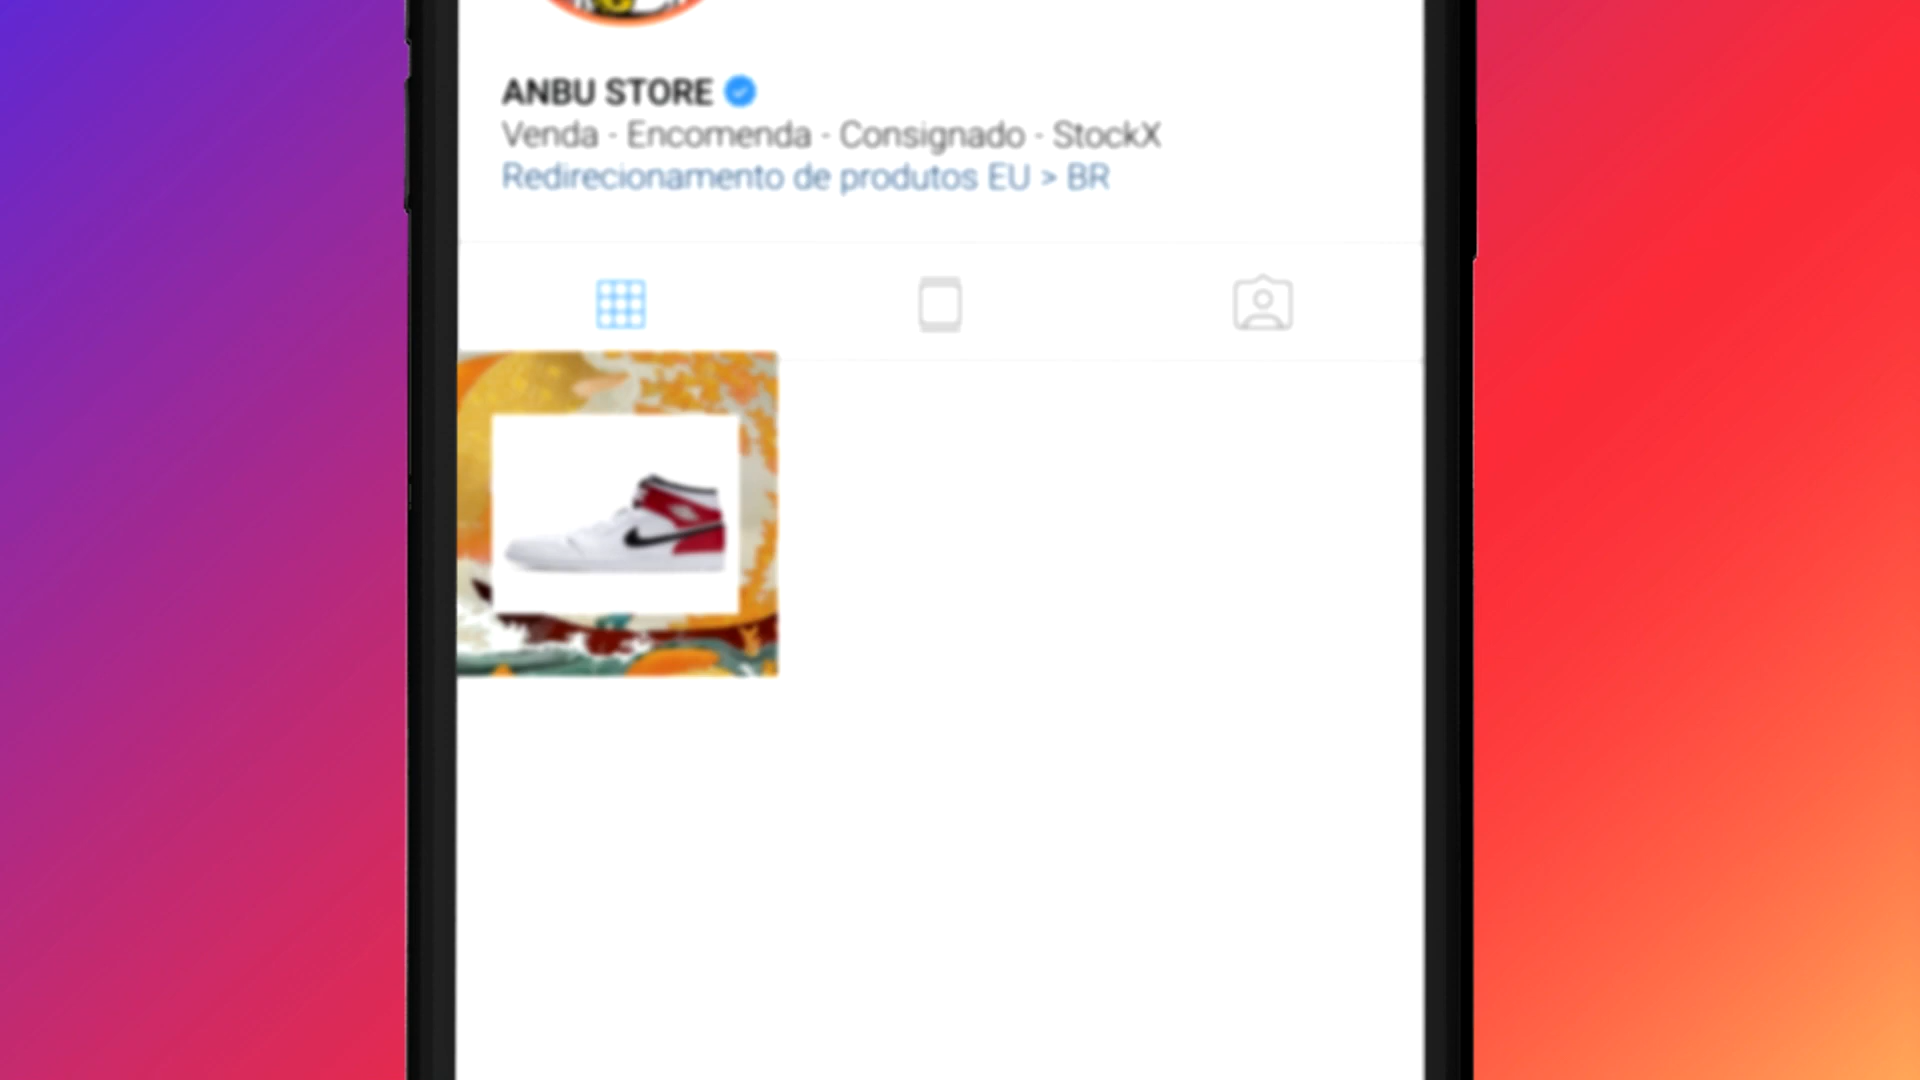 ANBU STORE
Venda - Encomenda - Consignado - StockX
Redirecionamento de produtos EU > BR